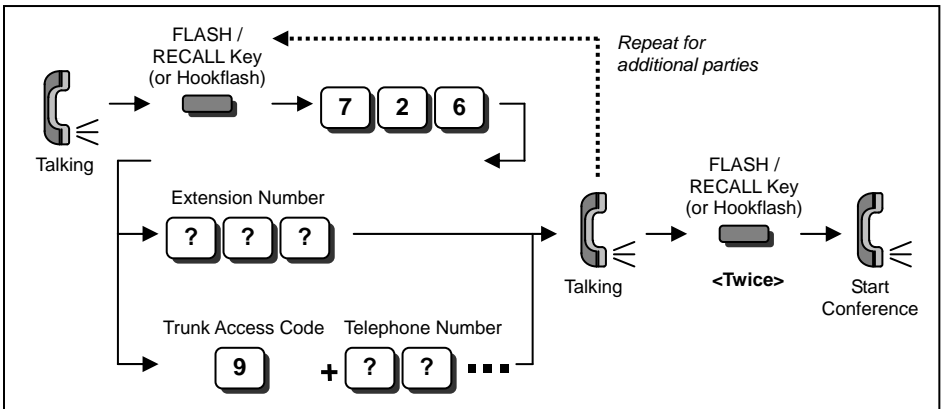 FLASH /
RECALL Key
(or Hookflash)
Repeat for
additional parties
7 2 6
Talking
FLASH /
RECALL Key
(or Hookflash)
Extension Number
? ? ?
Talking
<Twice>
Start
Conference
Trunk Access Code
Telephone Number
9 + ? ? ...